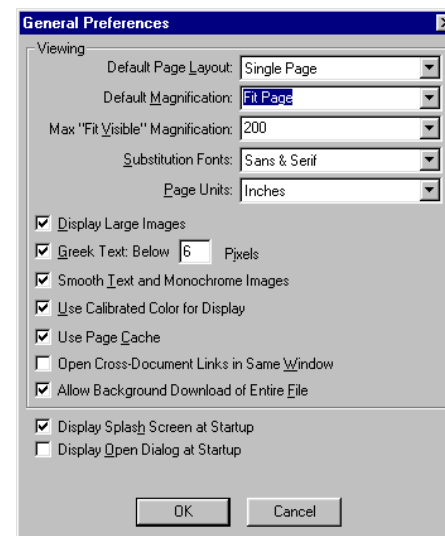 General Preferences
Viewing
Default Page Layout: Single Page
Default Magnification: Fit Page
Max "Fit Visible" Magnification: 200
Substitution Fonts: Sans & Serif
Page Units: Inches
Display Large Images
Greek Text: Below 6 Pixels
Smooth Text and Monochrome Images
Use Calibrated Color for Display
Use Page Cache
Open Cross-Document Links in Same Window
Allow Background Download of Entire File
Display Splash Screen at Startup
Display Open Dialog at Startup
OK Cancel